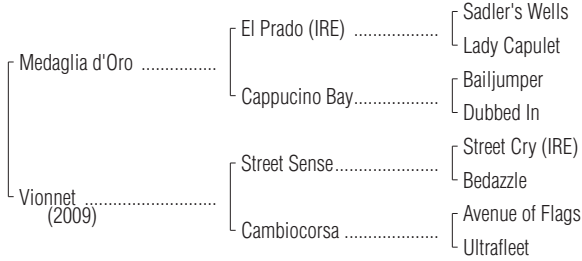 Sadler's Wells
El Prado (IRE) ..................
Lady Capulet
Medaglia d'Oro ................
Bailjumper
Cappucino Bay..................
Dubbed In
Street Cry (IRE)
Street Sense......................
Bedazzle
Vionnet ............................
(2009)
Avenue of Flags
Cambiocorsa ....................
Ultrafleet